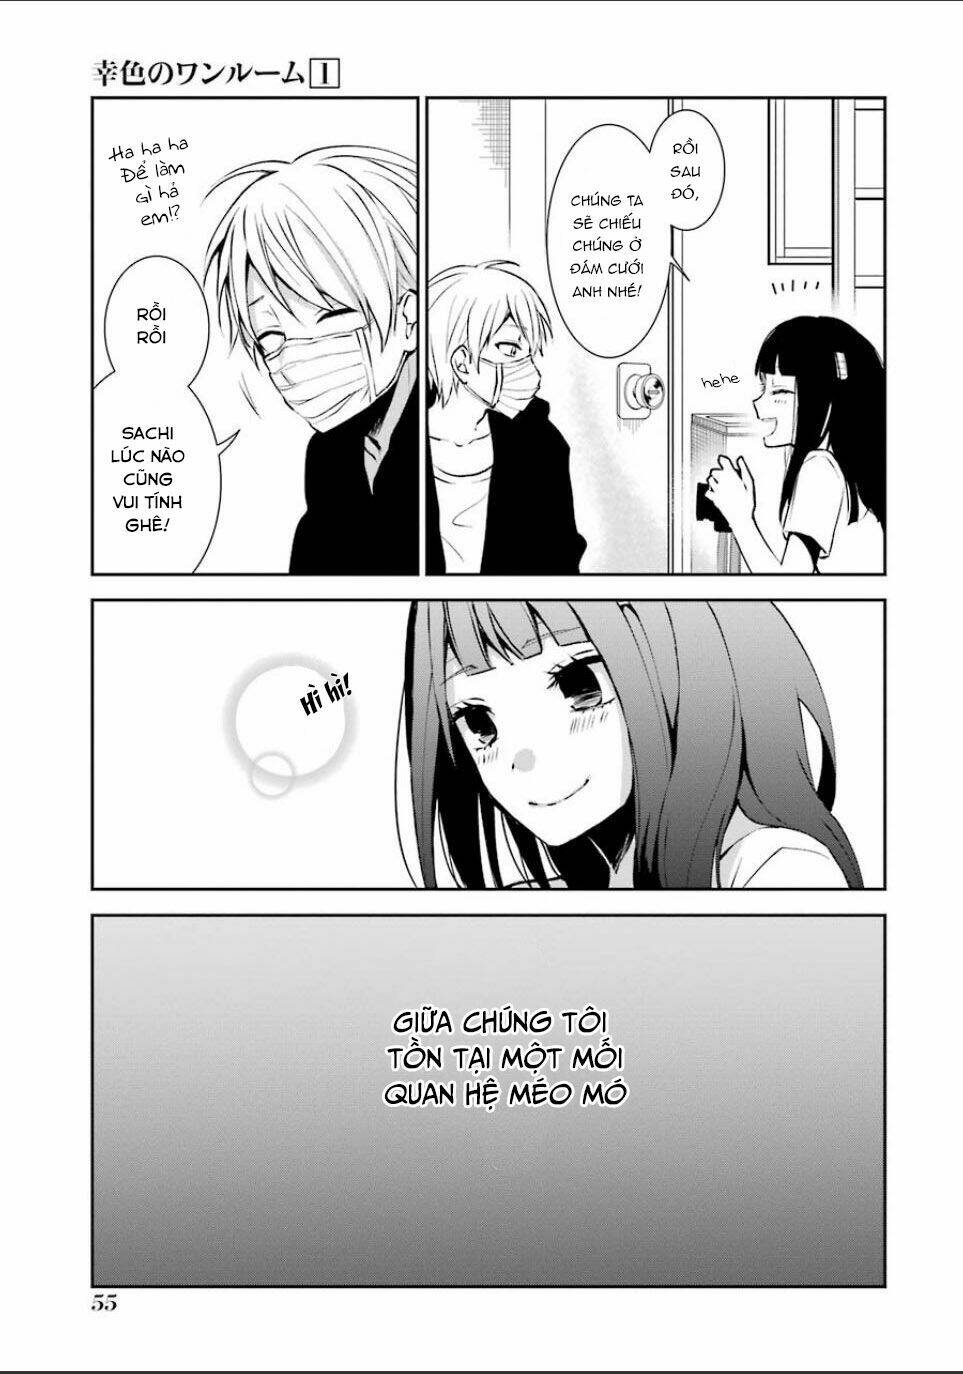 幸色のワンルーム 1
RỒI
SAU
ĐÓ,
CHÚNG TA
SẼ CHIẾU
CHÚNG Ở
ĐÁM CƯỚI
ANH NHÉ!
hehe
Ha ha ha
Để làm
gì hả
em!?
RỒI
RỒI
SACHI
LÚC NÀO
CŨNG
VUI TÍNH
GHÊ!
Hì hì!
GIỮA CHÚNG TÔI
TỒN TẠI MỘT MỐI
QUAN HỆ MÉO MÓ
55